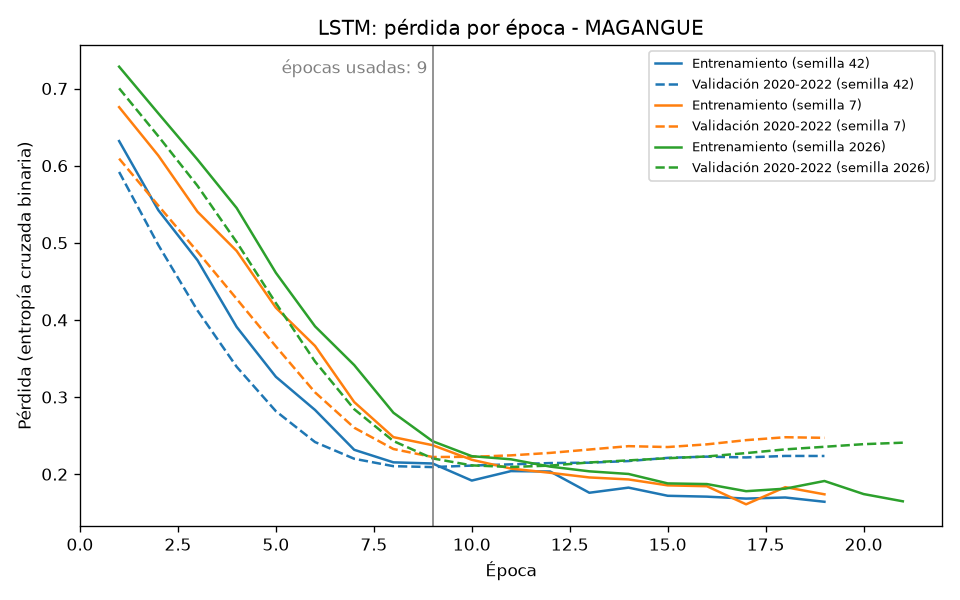 LSTM: pérdida por época - MAGANGUE
épocas usadas: 9
Entrenamiento (semilla 42)
Validación 2020-2022 (semilla 42)
Entrenamiento (semilla 7)
Validación 2020-2022 (semilla 7)
Entrenamiento (semilla 2026)
Validación 2020-2022 (semilla 2026)
Pérdida (entropía cruzada binaria)
0.7
0.6
0.5
0.4
0.3
0.2
0.0 2.5 5.0 7.5 10.0 12.5 15.0 17.5 20.0
Época